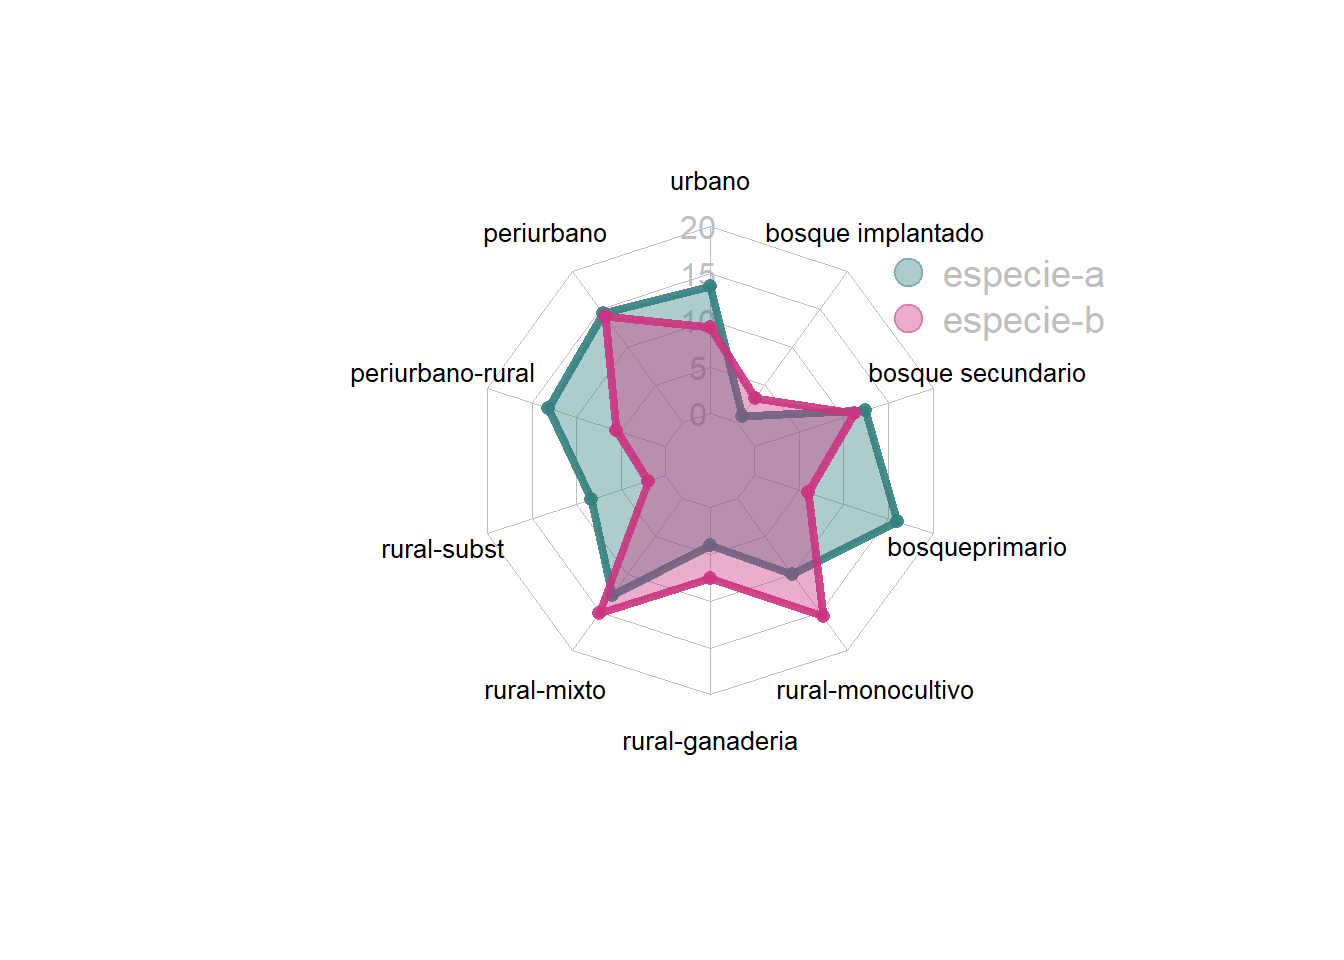 urbano
periurbano
20
bosque implantado
15
especie-a
10
especie-b
periurbano-rural
5
bosque secundario
0
rural-subst
bosqueprimario
rural-mixto
rural-monocultivo
rural-ganaderia